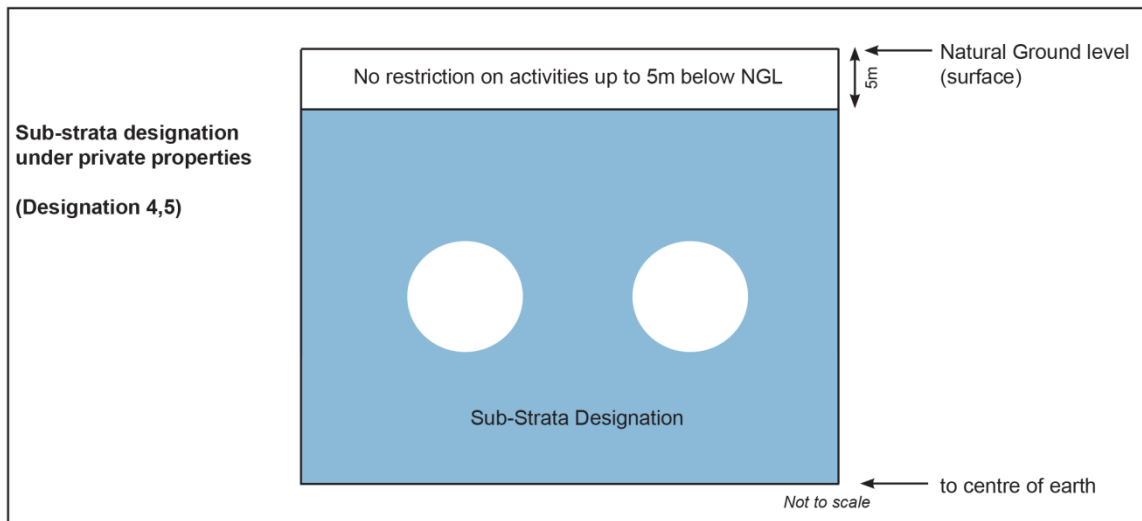 Natural Ground level
(surface)
No restriction on activities up to 5m below NGL
5m
Sub-strata designation
under private properties
(Designation 4,5)
Sub-Strata Designation
to centre of earth
Not to scale